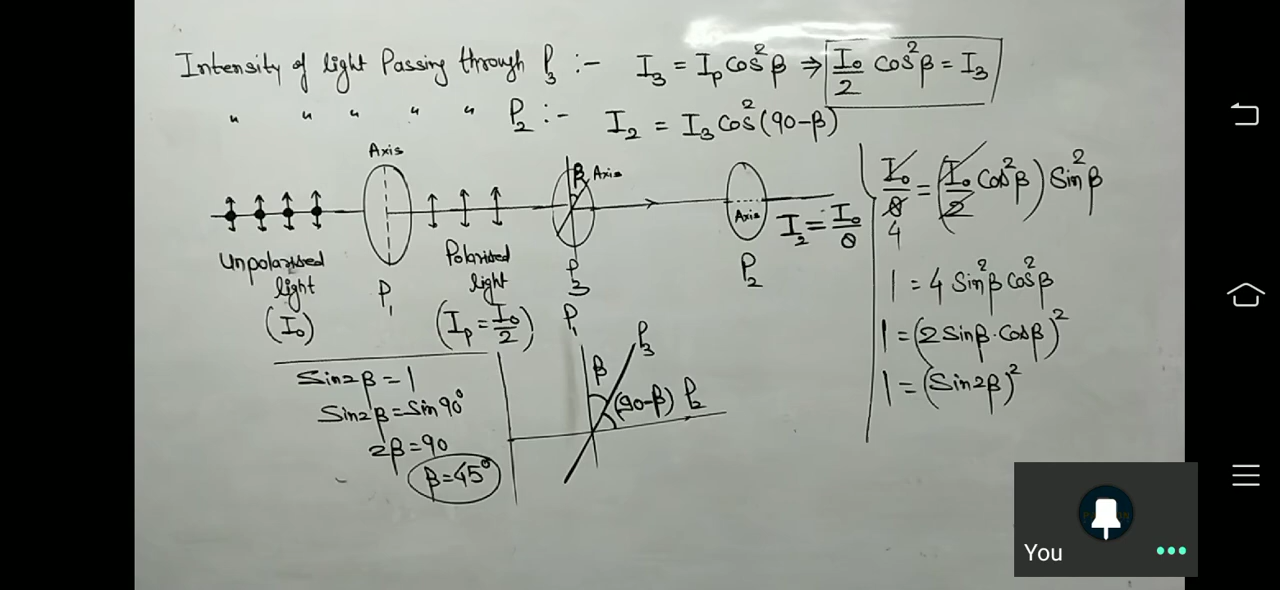 Intensity of light Passing through P₃ :- I₃ = Iₚ Cos²β ⇒ I₀/2 Cos²β = I₃
" " " " " P₂ :- I₂ = I₃ Cos²(90-β)
Axis
β Axis
Axis
I₂ = I₀/8
Unpolarised light (I₀)
P₁
Polarised light (Iₚ = I₀/2)
P₃
P₂
I₀/8 = (I₀/2 Cos²β) Sin²β
4
1 = 4 Sin²β Cos²β
1 = (2 Sinβ. Cosβ)²
1 = (Sin2β)²
Sin2β = 1
Sin2β = Sin 90°
2β = 90
β = 45°
P₁
P₃
β
(90-β) P₂
You